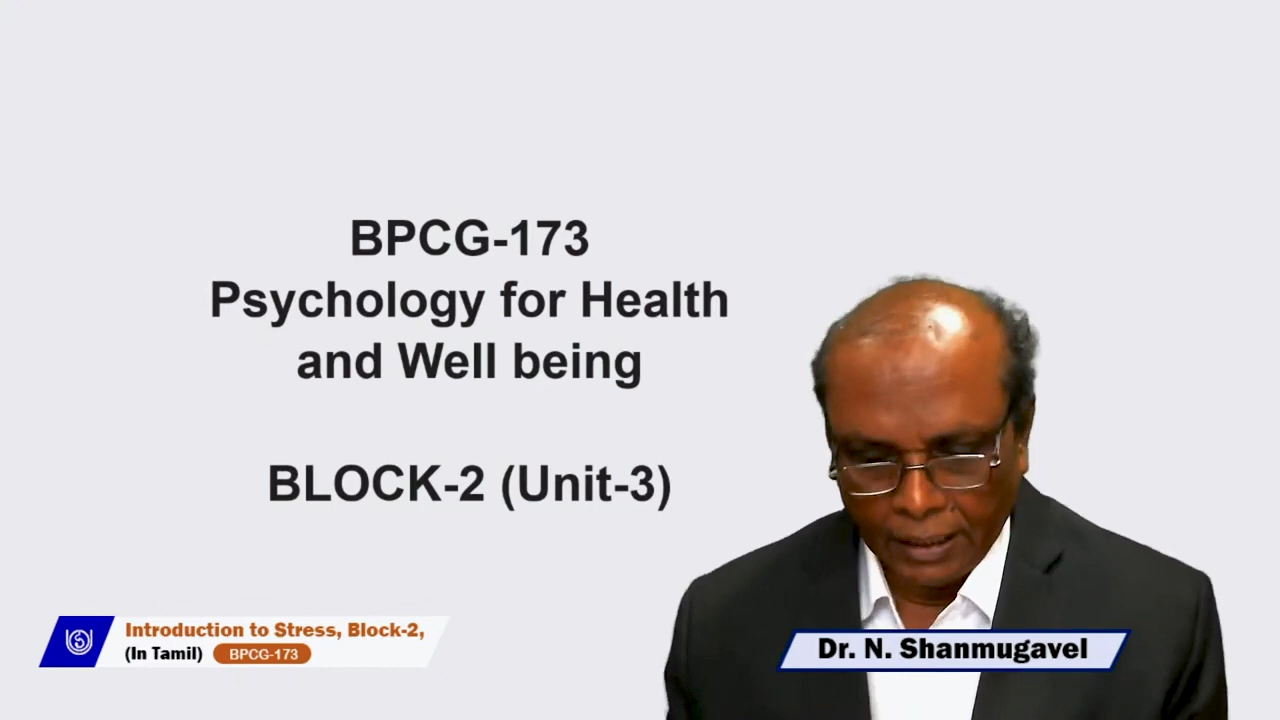 BPCG-173
Psychology for Health
and Well being
BLOCK-2 (Unit-3)
Introduction to Stress, Block-2,
(In Tamil) BPCG-173
Dr. N. Shanmugavel